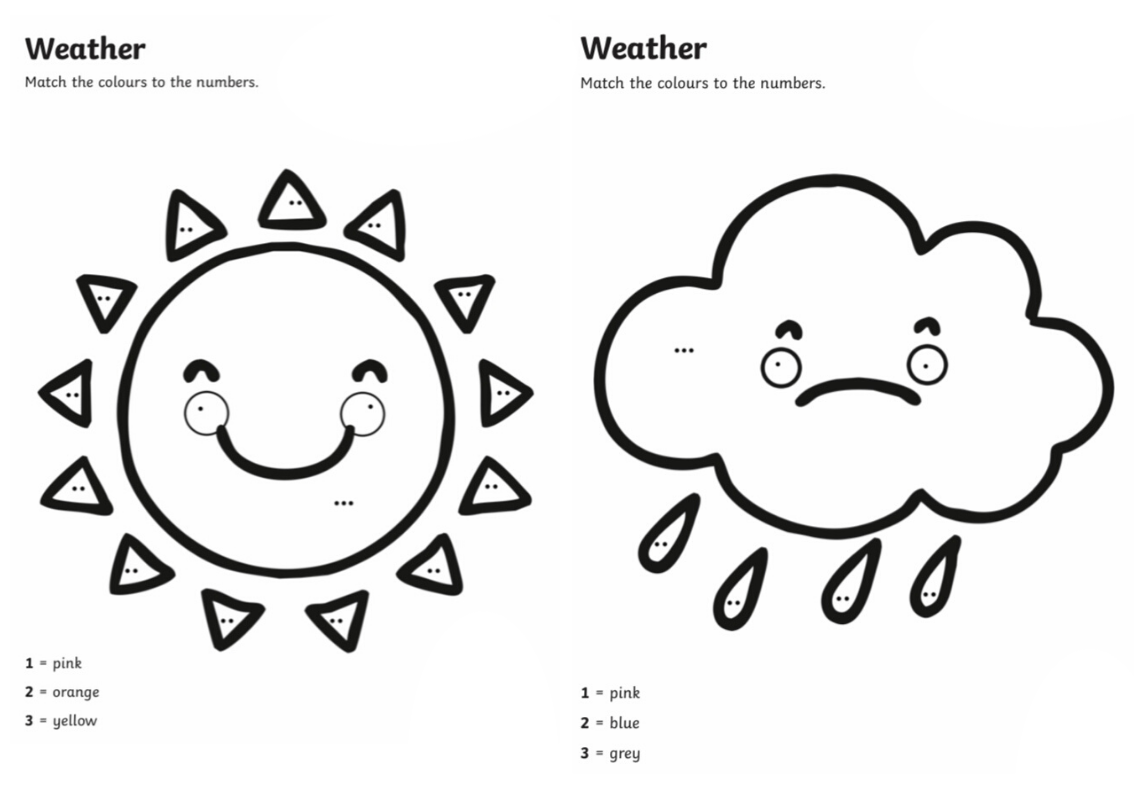 Weather
Match the colours to the numbers.
1 = pink
2 = orange
3 = yellow
Weather
Match the colours to the numbers.
1 = pink
2 = blue
3 = grey